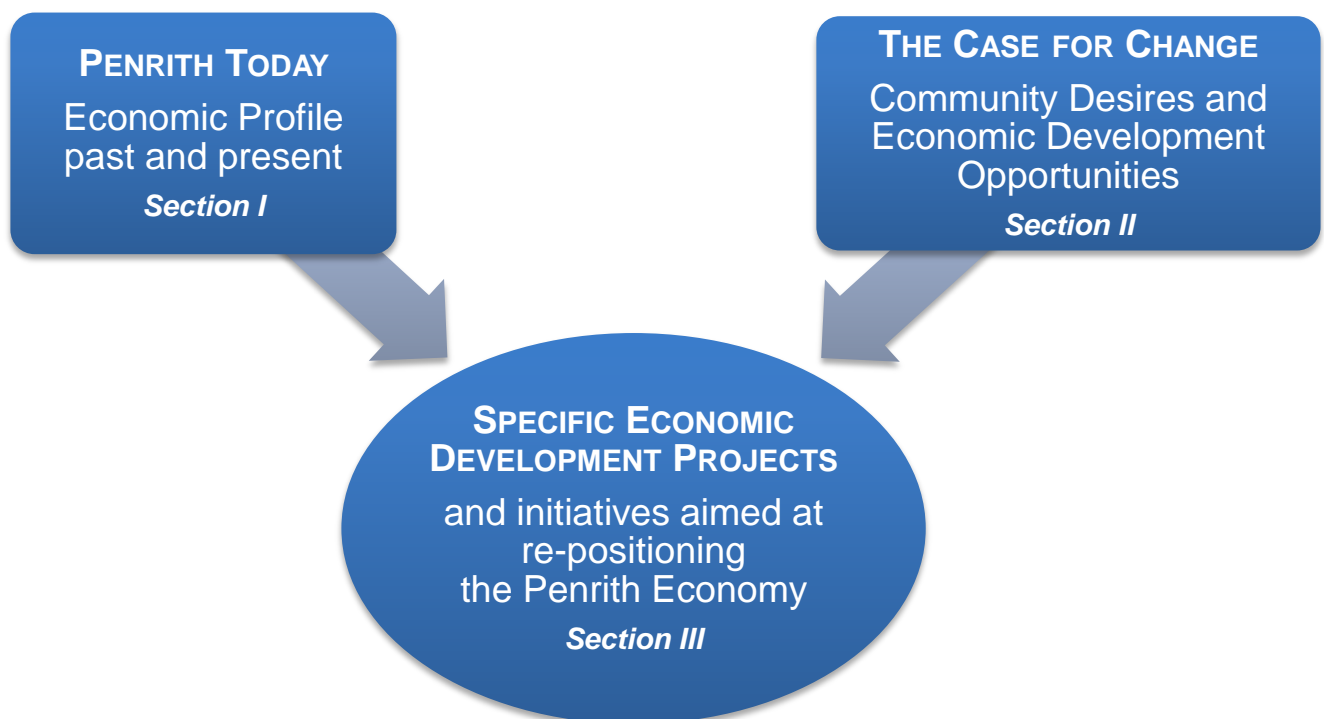 PENRITH TODAY
Economic Profile
past and present
Section I
THE CASE FOR CHANGE
Community Desires and
Economic Development
Opportunities
Section II
SPECIFIC ECONOMIC
DEVELOPMENT PROJECTS
and initiatives aimed at
re-positioning
the Penrith Economy
Section III